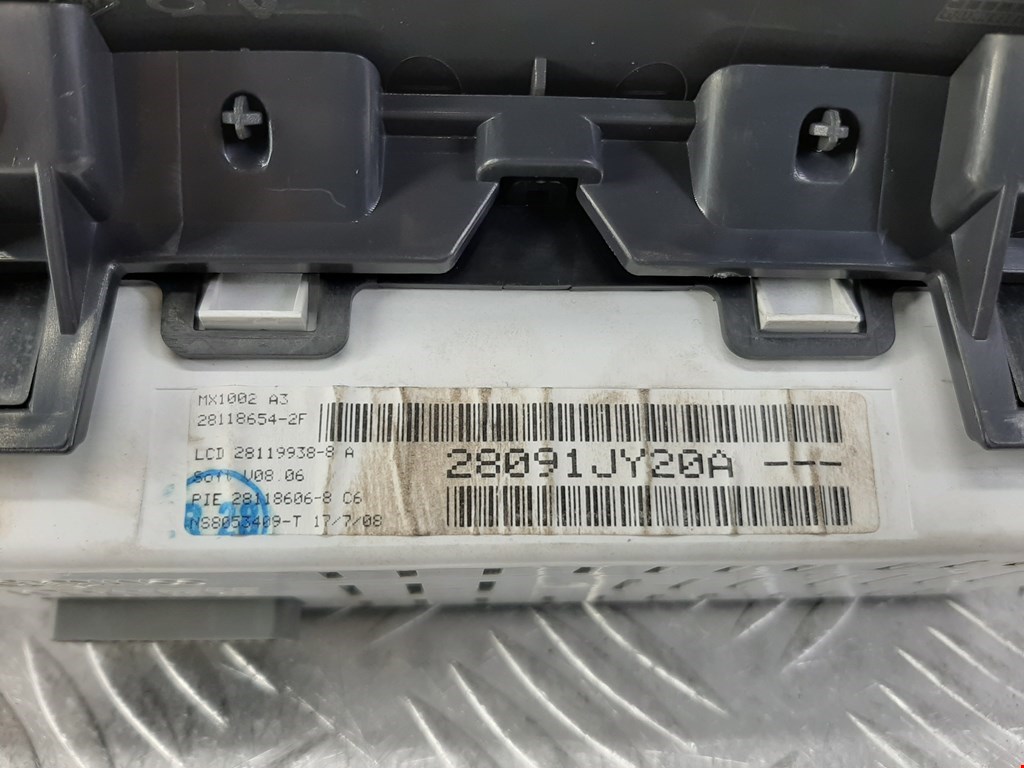 MX1002 A3
28118654-2F
LCD 28119938-8 A
Soft V08.06
PIE 28118606-8 C6
NS8053409-T 17/7/08
28091JY20A ---